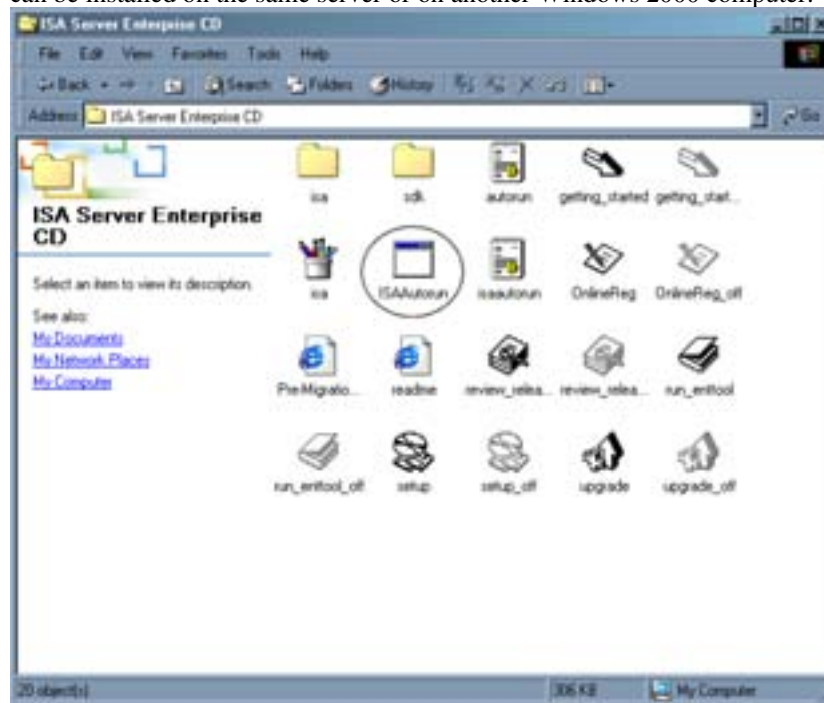 can be installed on the same server or on another Windows 2000 computer.
ISA Server Enterprise CD
File Edit View Favorites Tools Help
Back Search Folders History
Address ISA Server Enterprise CD Go
ISA Server Enterprise CD
Select an item to view its description.
See also:
My Documents
My Network Places
My Computer
isa sdk autorun getting_started getting_start...
isa ISAAutorun isaautorun OnlineReg OnlineReg_off
Pre-Migratio... readme review_relea... review_relea... run_enttool
run_enttool_off setup setup_off upgrade upgrade_off
20 object(s) 306 KB My Computer